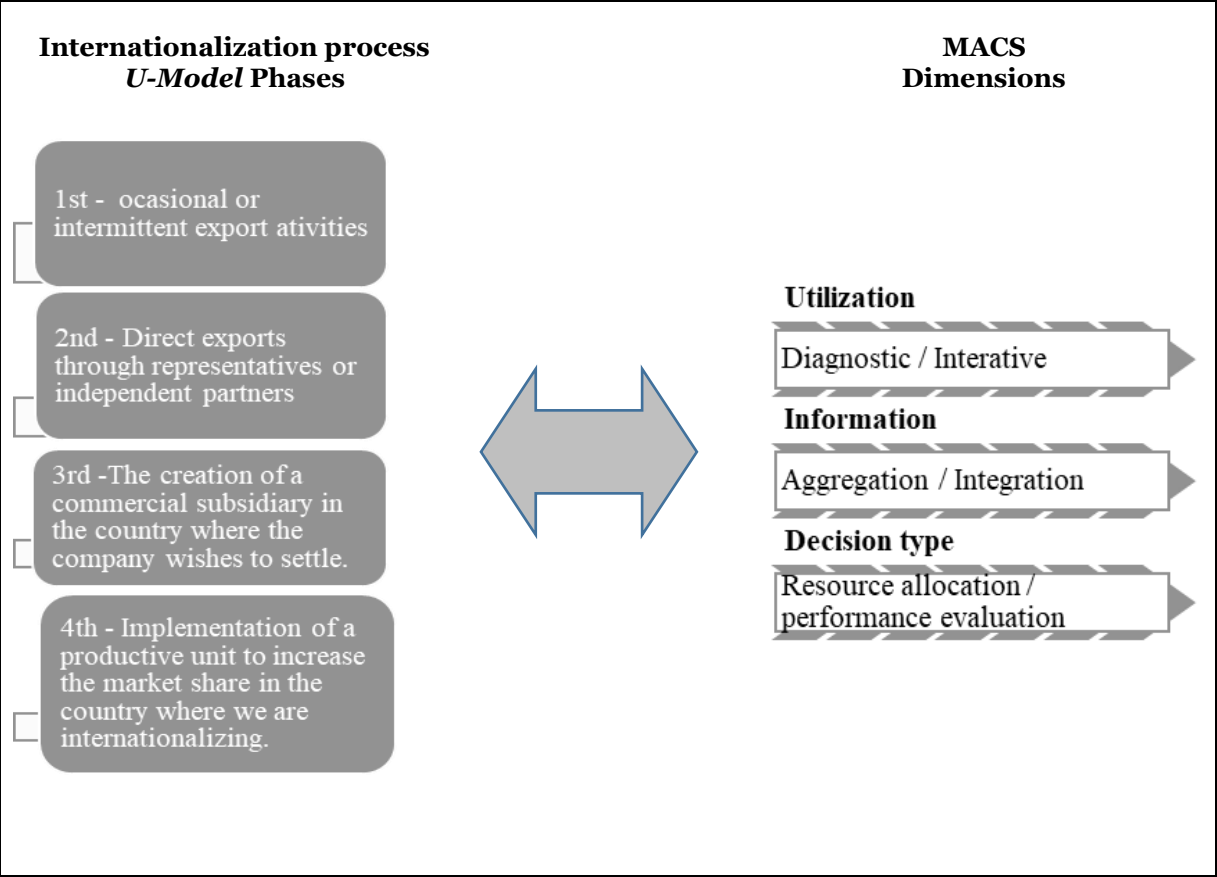 Internationalization process
U-Model Phases
1st -  ocasional or
intermittent export ativities
2nd - Direct exports
through representatives or
independent partners
3rd -The creation of a
commercial subsidiary in
the country where the
company wishes to settle.
4th - Implementation of a
productive unit to increase
the market share in the
country where we are
internationalizing.
MACS
Dimensions
Utilization
Diagnostic / Interative
Information
Aggregation / Integration
Decision type
Resource allocation /
performance evaluation